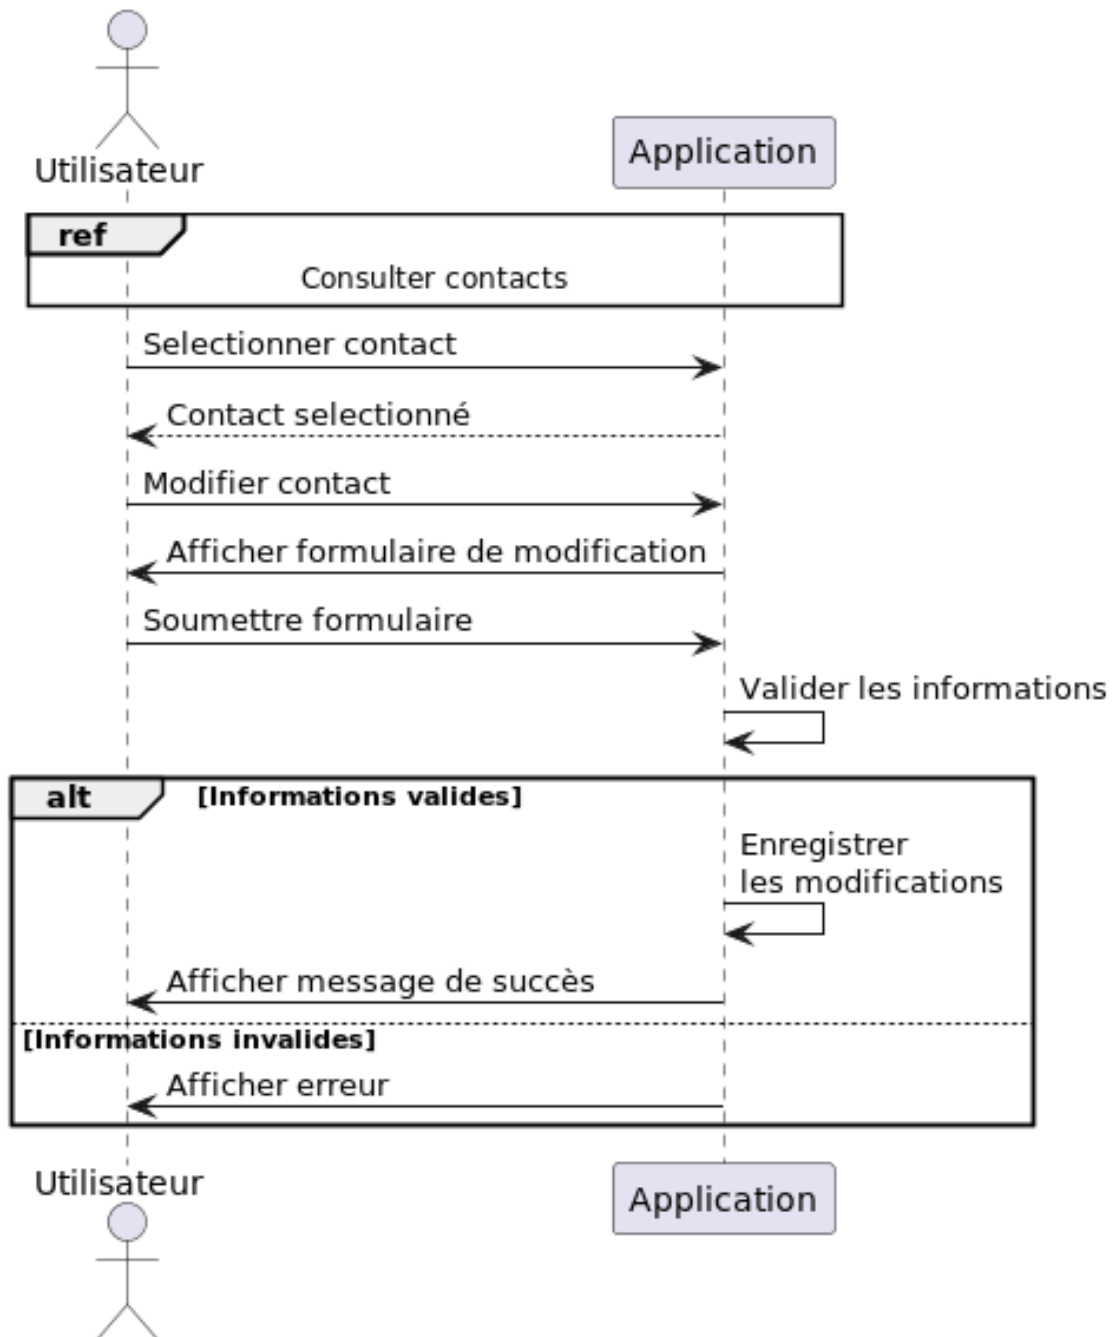 Utilisateur
Application
ref
Consulter contacts
Selectionner contact
Contact selectionné
Modifier contact
Afficher formulaire de modification
Soumettre formulaire
Valider les informations
alt
[Informations valides]
Enregistrer
les modifications
Afficher message de succès
[Informations invalides]
Afficher erreur
Utilisateur
Application